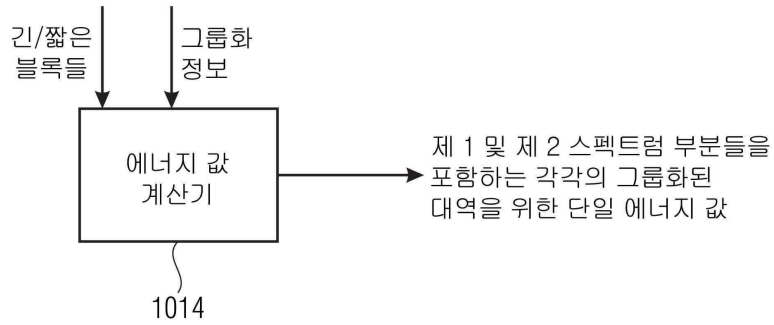 긴/짧은
블록들
그룹화
정보
에너지 값
계산기
제 1 및 제 2 스펙트럼 부분들을
포함하는 각각의 그룹화된
대역을 위한 단일 에너지 값
1014